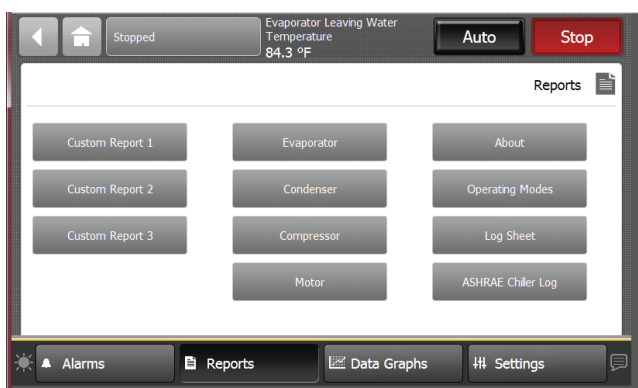 Stopped
Evaporator Leaving Water
Temperature
84.3 ºF
Auto
Stop
Reports
Custom Report 1
Evaporator
About
Custom Report 2
Condenser
Operating Modes
Custom Report 3
Compressor
Log Sheet
Motor
ASHRAE Chiller Log
Alarms
Reports
Data Graphs
Settings